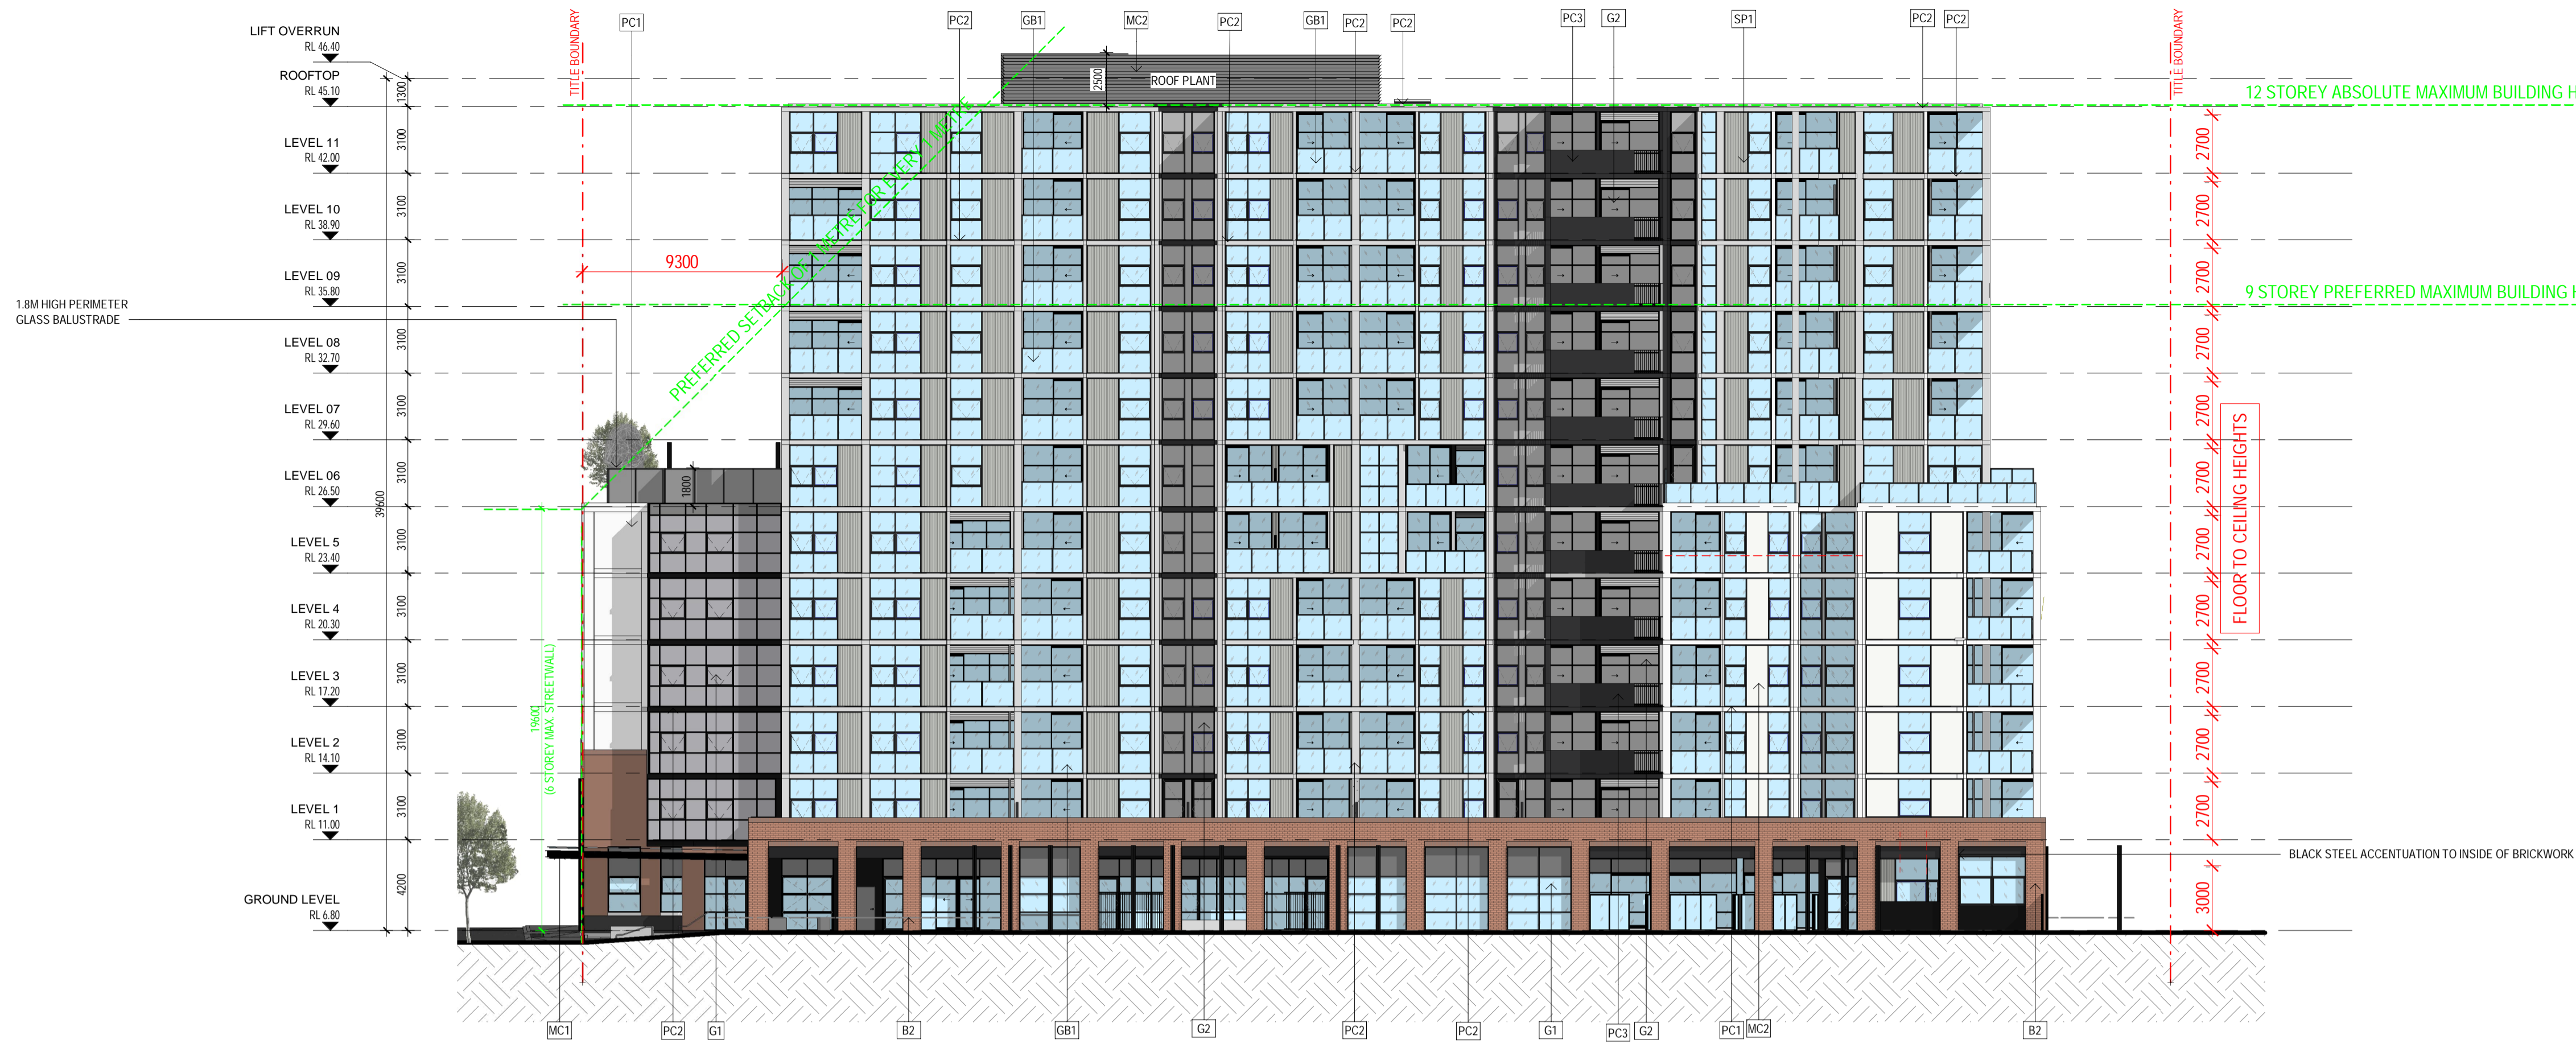 PC1
PC2
GB1
MC2
PC2
GB1
PC2
PC2
PC3
G2
SP1
PC2
PC2
TITLE BOUNDARY
TITLE BOUNDARY
LIFT OVERRUN
RL 46.40
ROOFTOP
RL 45.10
LEVEL 11
RL 42.00
LEVEL 10
RL 38.90
LEVEL 09
RL 35.80
1.8M HIGH PERIMETER
GLASS BALUSTRADE
LEVEL 08
RL 32.70
LEVEL 07
RL 29.60
LEVEL 06
RL 26.50
LEVEL 5
RL 23.40
LEVEL 4
RL 20.30
LEVEL 3
RL 17.20
LEVEL 2
RL 14.10
LEVEL 1
RL 11.00
GROUND LEVEL
RL 6.80
39600
1300
3100
3100
3100
3100
3100
3100
3100
3100
3100
3100
3100
4200
19600
(6 STOREY MAX. STREETWALL)
9300
1800
2500
ROOF PLANT
PREFERRED SETBACK OF 1 METRE FOR EVERY 1 METRE
12 STOREY ABSOLUTE MAXIMUM BUILDING H
9 STOREY PREFERRED MAXIMUM BUILDING H
2700
2700
2700
2700
2700
2700
2700
2700
2700
2700
2700
3000
FLOOR TO CEILING HEIGHTS
BLACK STEEL ACCENTUATION TO INSIDE OF BRICKWORK
MC1
PC2
G1
B2
GB1
G2
PC2
PC2
G1
PC3
G2
PC1
MC2
B2